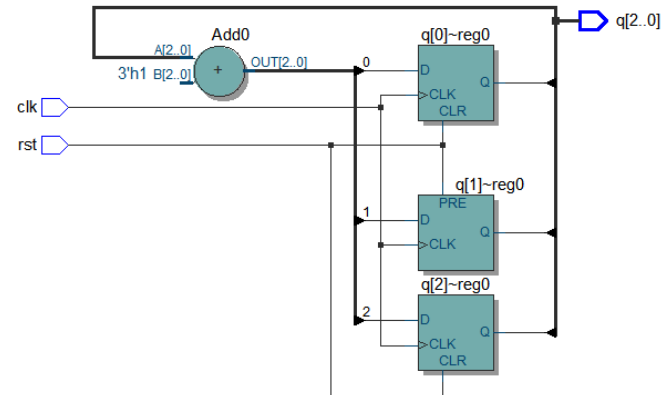 Add0
A[2..0]
3'h1 B[2..0]
+
OUT[2..0]
clk
rst
0
q[0]~reg0
D
Q
CLK
CLR
q[2..0]
q[1]~reg0
PRE
1
D
Q
CLK
q[2]~reg0
2
D
Q
CLK
CLR